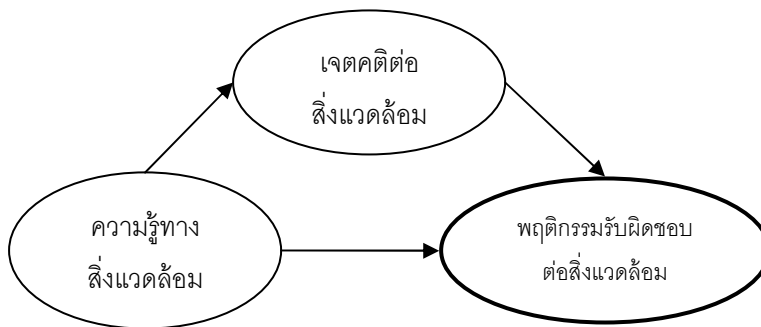 เจตคติต่อ
สิ่งแวดล้อม
ความรู้ทาง
สิ่งแวดล้อม
พฤติกรรมรับผิดชอบ
ต่อสิ่งแวดล้อม